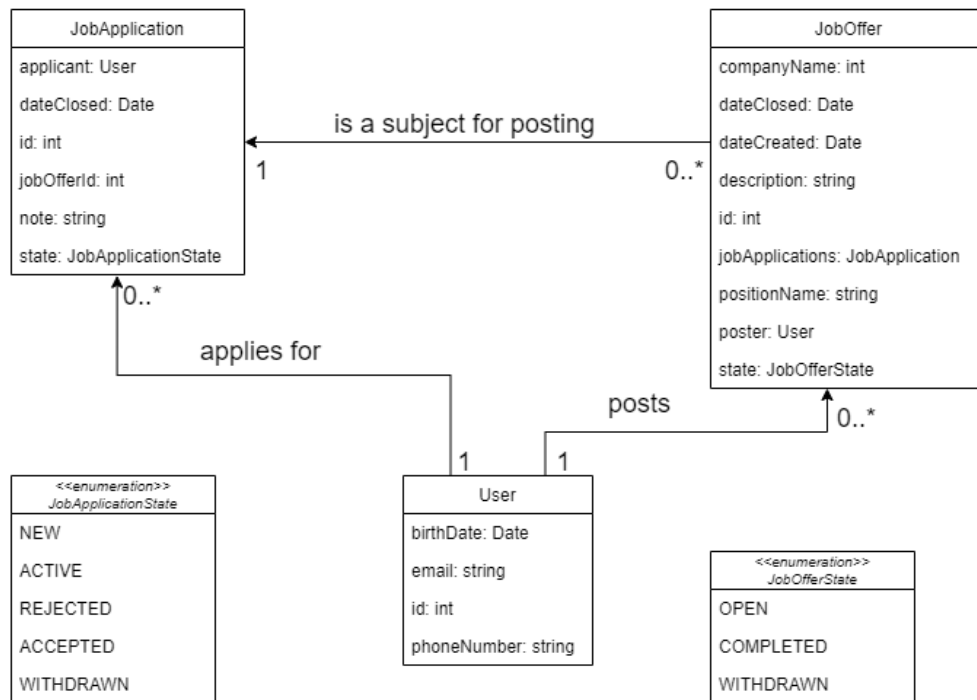 JobApplication
applicant: User
dateClosed: Date
id: int
jobOfferId: int
note: string
state: JobApplicationState
is a subject for posting
1
0..*
JobOffer
companyName: int
dateClosed: Date
dateCreated: Date
description: string
id: int
jobApplications: JobApplication
positionName: string
poster: User
state: JobOfferState
0..*
applies for
1
posts
0..*
1
<<enumeration>>
JobApplicationState
NEW
ACTIVE
REJECTED
ACCEPTED
WITHDRAWN
User
birthDate: Date
email: string
id: int
phoneNumber: string
<<enumeration>>
JobOfferState
OPEN
COMPLETED
WITHDRAWN